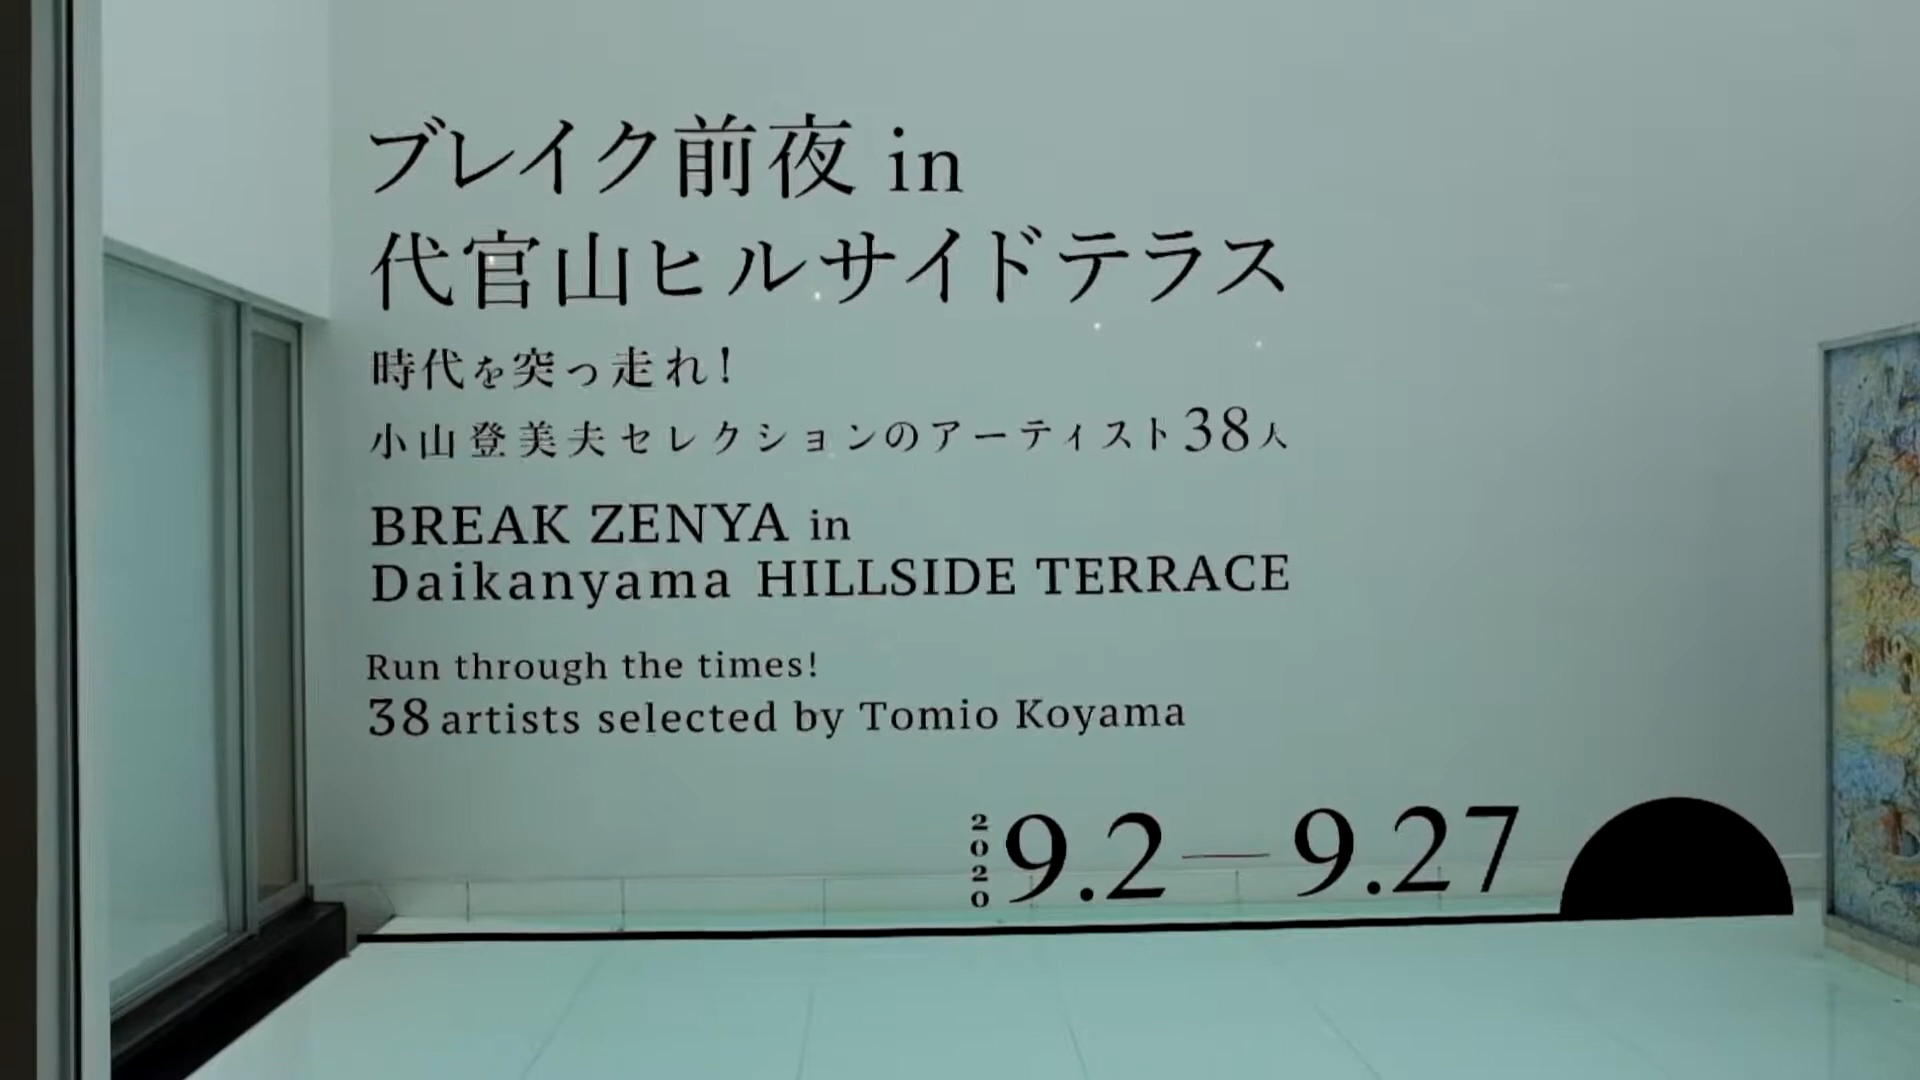 ブレイク前夜 in
代官山ヒルサイドテラス
時代を突っ走れ!
小山登美夫セレクションのアーティスト38人
BREAK ZENYA in
Daikanyama HILLSIDE TERRACE
Run through the times!
38 artists selected by Tomio Koyama
2020 9.2—9.27